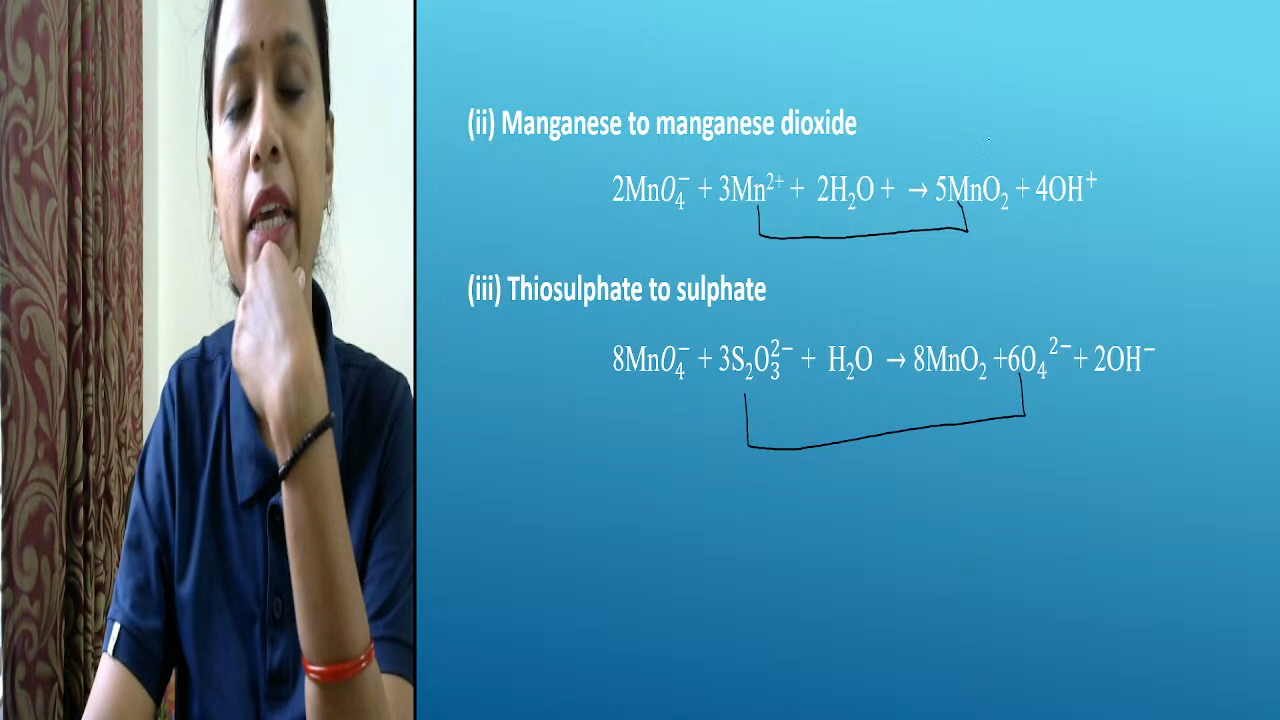 (ii) Manganese to manganese dioxide
2MnO₄⁻ + 3Mn²⁺ + 2H₂O + → 5MnO₂ + 4OH⁺
(iii) Thiosulphate to sulphate
8MnO₄⁻ + 3S₂O₃²⁻ + H₂O → 8MnO₂ +6O₄²⁻ + 2OH⁻